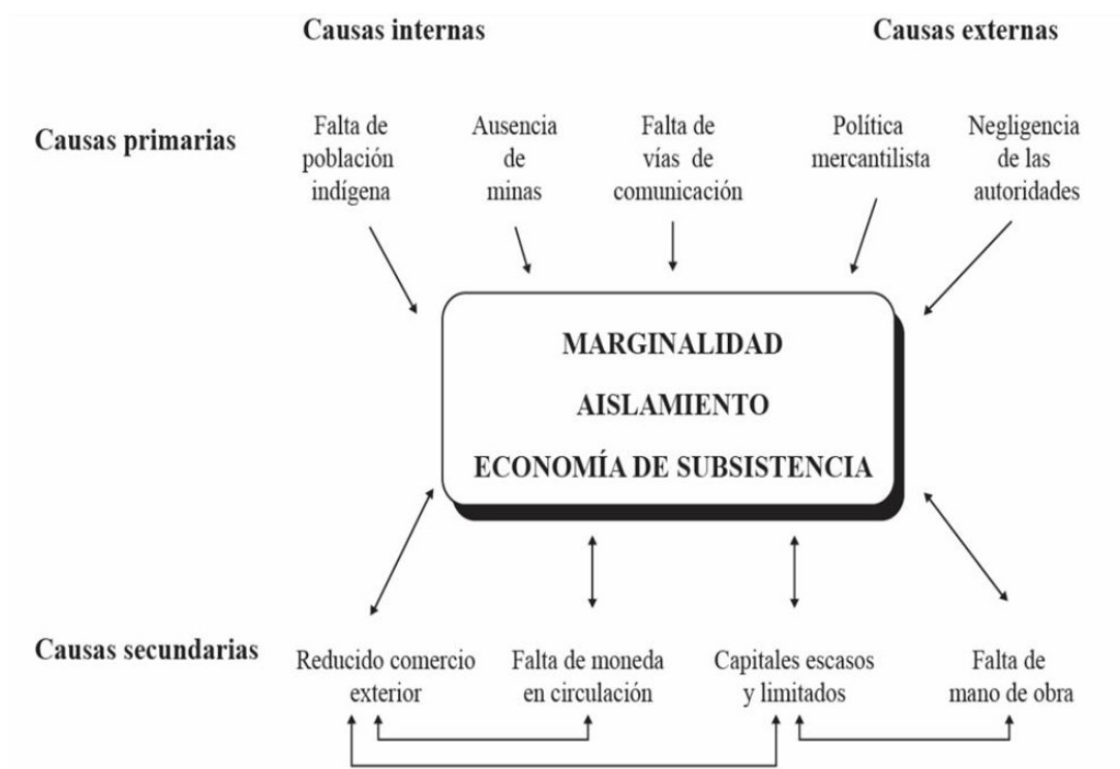 Causas internas
Causas externas
Causas primarias
Falta de
población
indígena
Ausencia
de
minas
Falta de
vías de
comunicación
Política
mercantilista
Negligencia
de las
autoridades
MARGINALIDAD
AISLAMIENTO
ECONOMÍA DE SUBSISTENCIA
Causas secundarias
Reducido comercio
exterior
Falta de moneda
en circulación
Capitales escasos
y limitados
Falta de
mano de obra